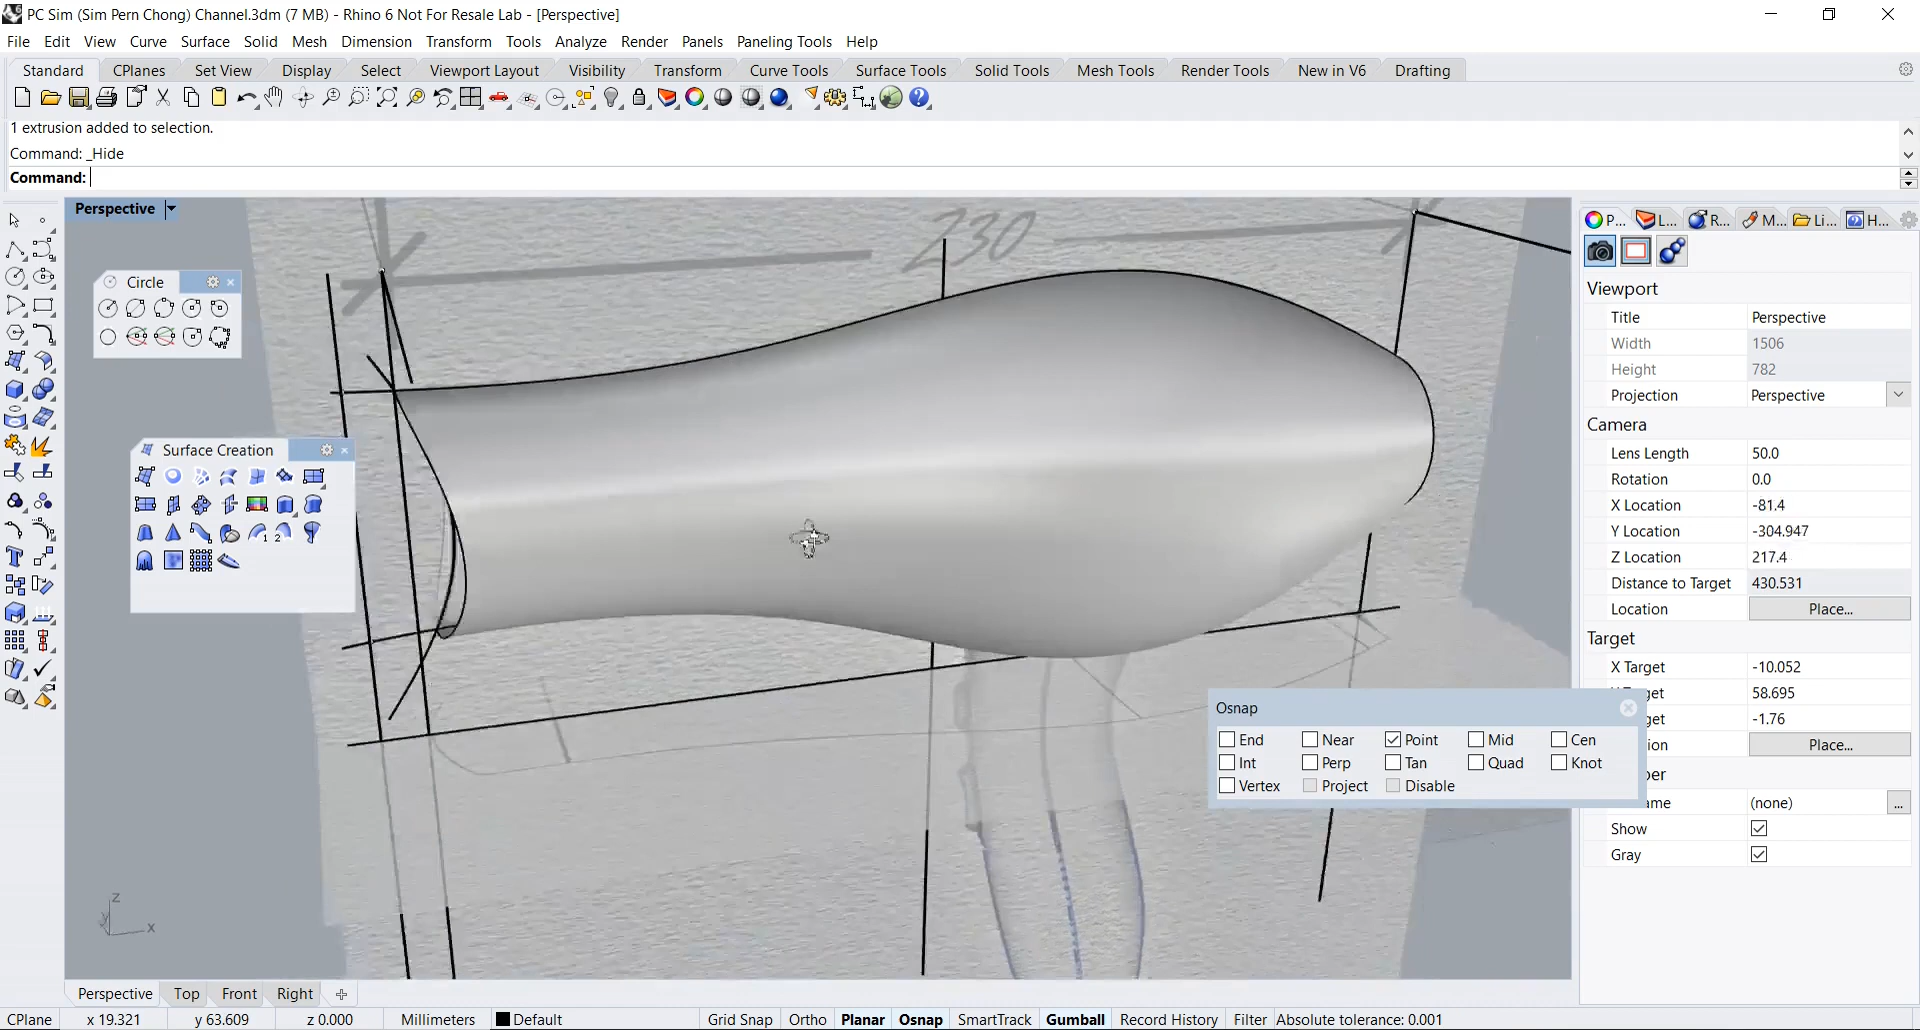 PC Sim (Sim Pern Chong) Channel.3dm (7 MB) - Rhino 6 Not For Resale Lab - [Perspective]
File Edit View Curve Surface Solid Mesh Dimension Transform Tools Analyze Render Panels Paneling Tools Help
Standard CPlanes Set View Display Select Viewport Layout Visibility Transform Curve Tools Surface Tools Solid Tools Mesh Tools Render Tools New in V6 Drafting
1 extrusion added to selection.
Command: _Hide
Command:
Perspective
230
P... L... R... M... Li... H...
Circle
Surface Creation
Viewport
Title Perspective
Width 1506
Height 782
Projection Perspective
Camera
Lens Length 50.0
Rotation 0.0
X Location -81.4
Y Location -304.947
Z Location 217.4
Distance to Target 430.531
Location Place...
Target
X Target -10.052
get 58.695
get -1.76
ion Place...
per
ame (none) ...
Show
Gray
Osnap
End Near Point Mid Cen
Int Perp Tan Quad Knot
Vertex Project Disable
z
y
x
Perspective Top Front Right
CPlane x 19.321 y 63.609 z 0.000 Millimeters Default Grid Snap Ortho Planar Osnap SmartTrack Gumball Record History Filter Absolute tolerance: 0.001